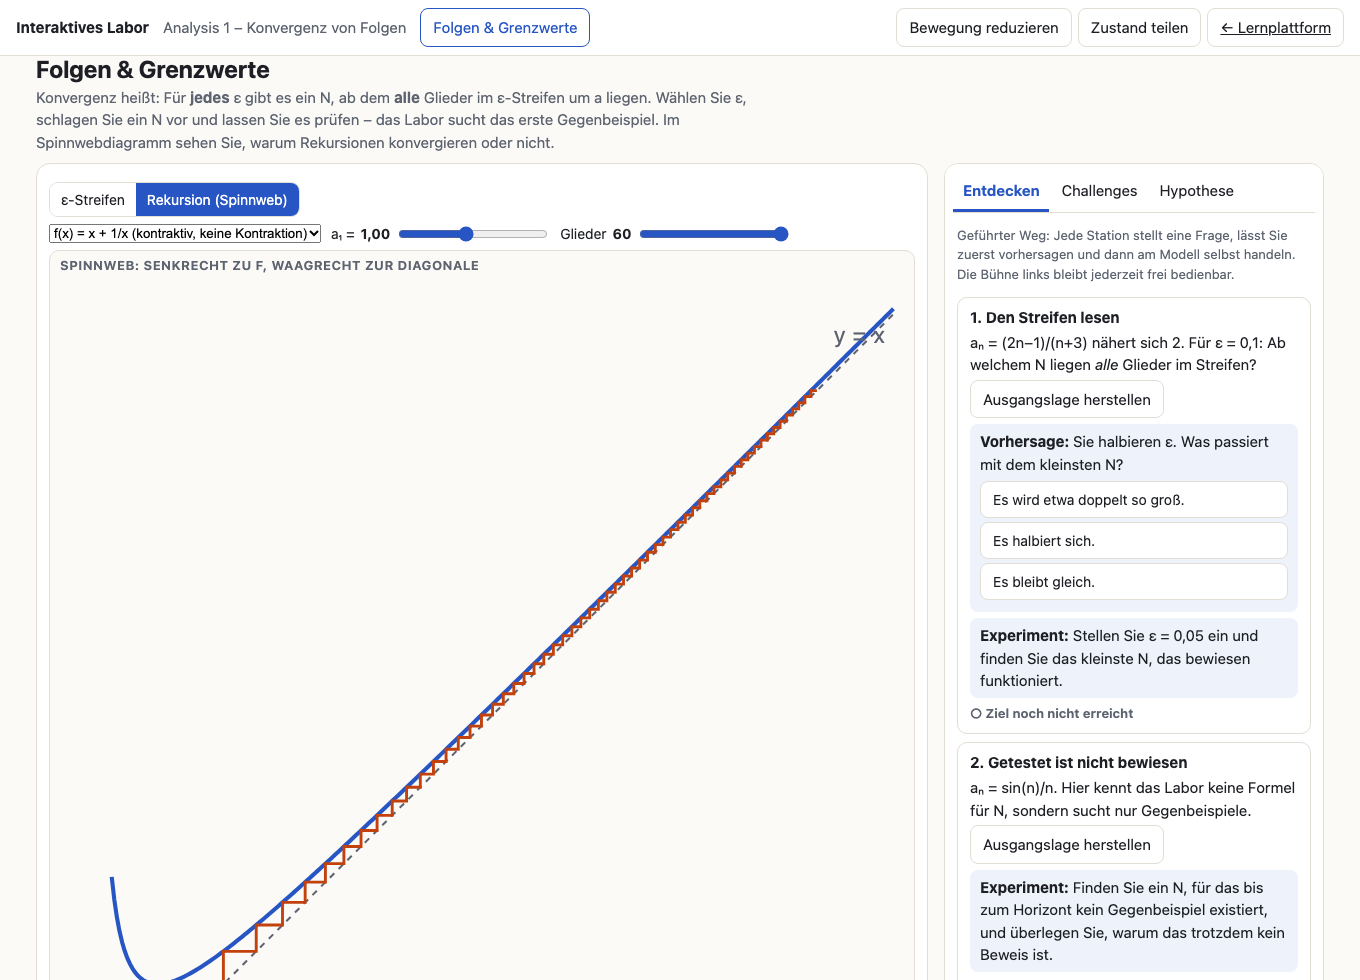 Interaktives Labor Analysis 1 – Konvergenz von Folgen Folgen & Grenzwerte Bewegung reduzieren Zustand teilen ← Lernplattform
Folgen & Grenzwerte
Konvergenz heißt: Für jedes ε gibt es ein N, ab dem alle Glieder im ε-Streifen um a liegen. Wählen Sie ε,
schlagen Sie ein N vor und lassen Sie es prüfen – das Labor sucht das erste Gegenbeispiel. Im
Spinnwebdiagramm sehen Sie, warum Rekursionen konvergieren oder nicht.
ε-Streifen Rekursion (Spinnweb)
f(x) = x + 1/x (kontraktiv, keine Kontraktion) a₁ = 1,00 Glieder 60
SPINNWEB: SENKRECHT ZU F, WAAGRECHT ZUR DIAGONALE
y = x
Entdecken Challenges Hypothese
Geführter Weg: Jede Station stellt eine Frage, lässt Sie
zuerst vorhersagen und dann am Modell selbst handeln.
Die Bühne links bleibt jederzeit frei bedienbar.
1. Den Streifen lesen
aₙ = (2n−1)/(n+3) nähert sich 2. Für ε = 0,1: Ab
welchem N liegen alle Glieder im Streifen?
Ausgangslage herstellen
Vorhersage: Sie halbieren ε. Was passiert
mit dem kleinsten N?
Es wird etwa doppelt so groß.
Es halbiert sich.
Es bleibt gleich.
Experiment: Stellen Sie ε = 0,05 ein und
finden Sie das kleinste N, das bewiesen
funktioniert.
○ Ziel noch nicht erreicht
2. Getestet ist nicht bewiesen
aₙ = sin(n)/n. Hier kennt das Labor keine Formel
für N, sondern sucht nur Gegenbeispiele.
Ausgangslage herstellen
Experiment: Finden Sie ein N, für das bis
zum Horizont kein Gegenbeispiel existiert,
und überlegen Sie, warum das trotzdem kein
Beweis ist.